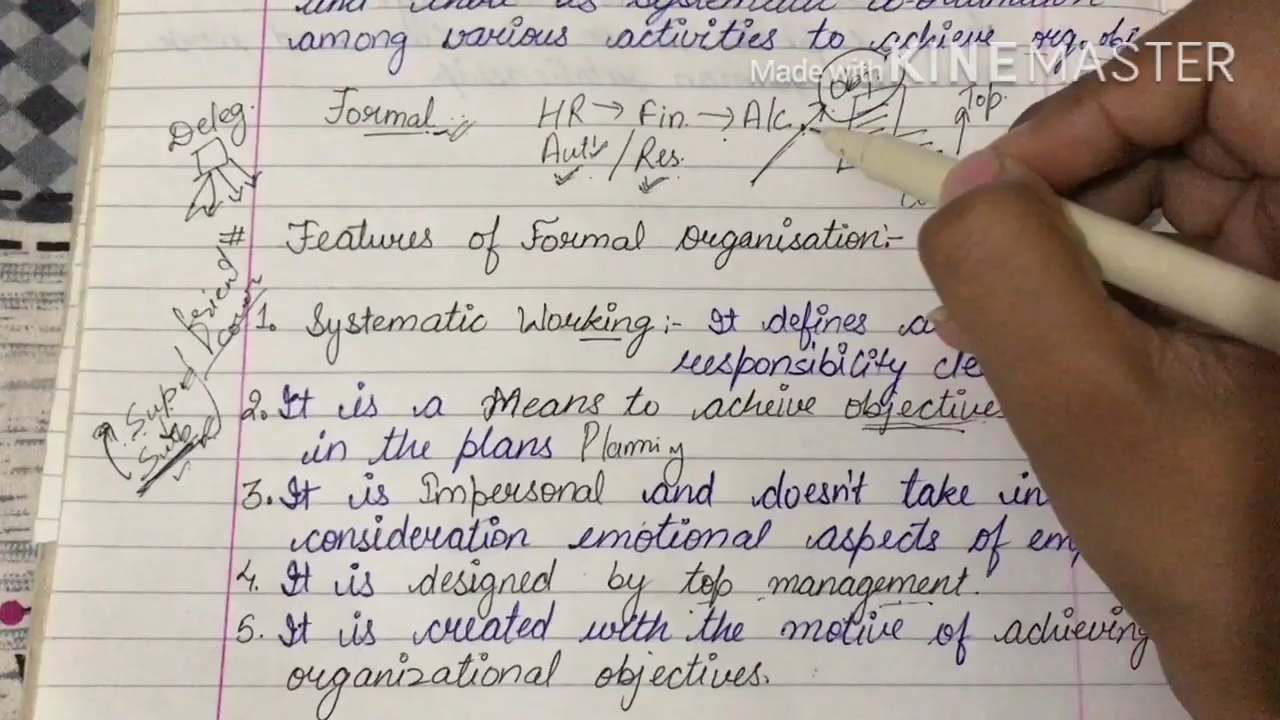 among various activities to achieve org. obj
Made with KINEMASTER
Deleg.
Formal
HR → Fin. → A/c.
Top.
Aut / Res.
# Features of Formal Organisation:-
1. Systematic Working:- It defines
responsibility cle
2. It is a Means to acheive objectives
in the plans
3. It is Impersonal and doesn't take in
consideration emotional aspects of em
4. It is designed by top management.
5. It is created with the motive of achieving
organizational objectives.
friend